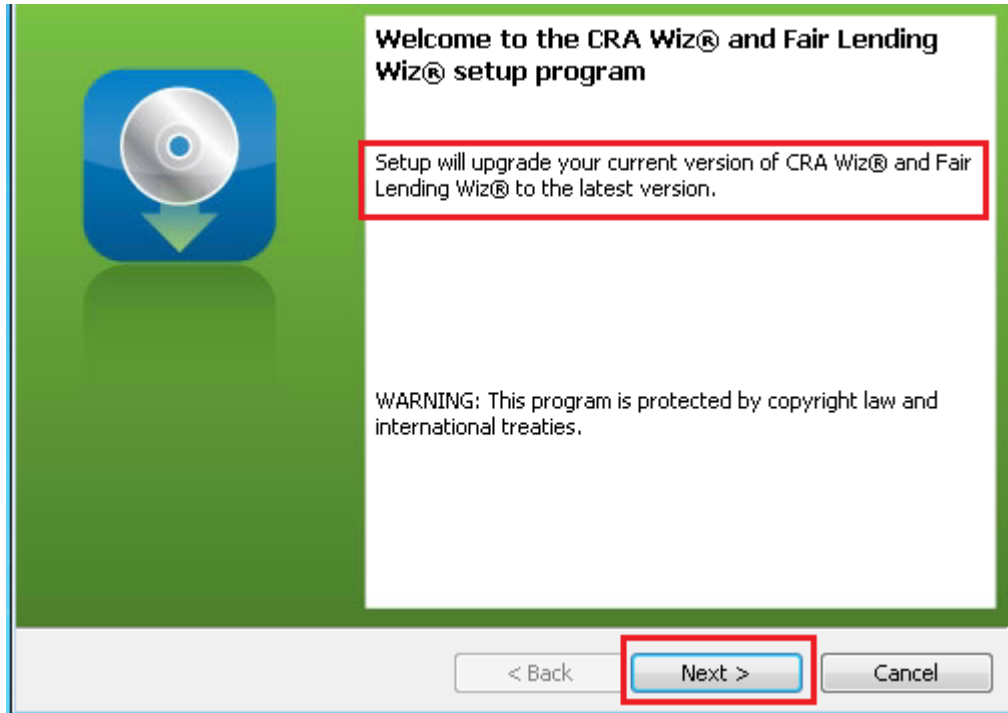 Welcome to the CRA Wiz® and Fair Lending
Wiz® setup program
Setup will upgrade your current version of CRA Wiz® and Fair
Lending Wiz® to the latest version.
WARNING: This program is protected by copyright law and
international treaties.
< Back
Next >
Cancel